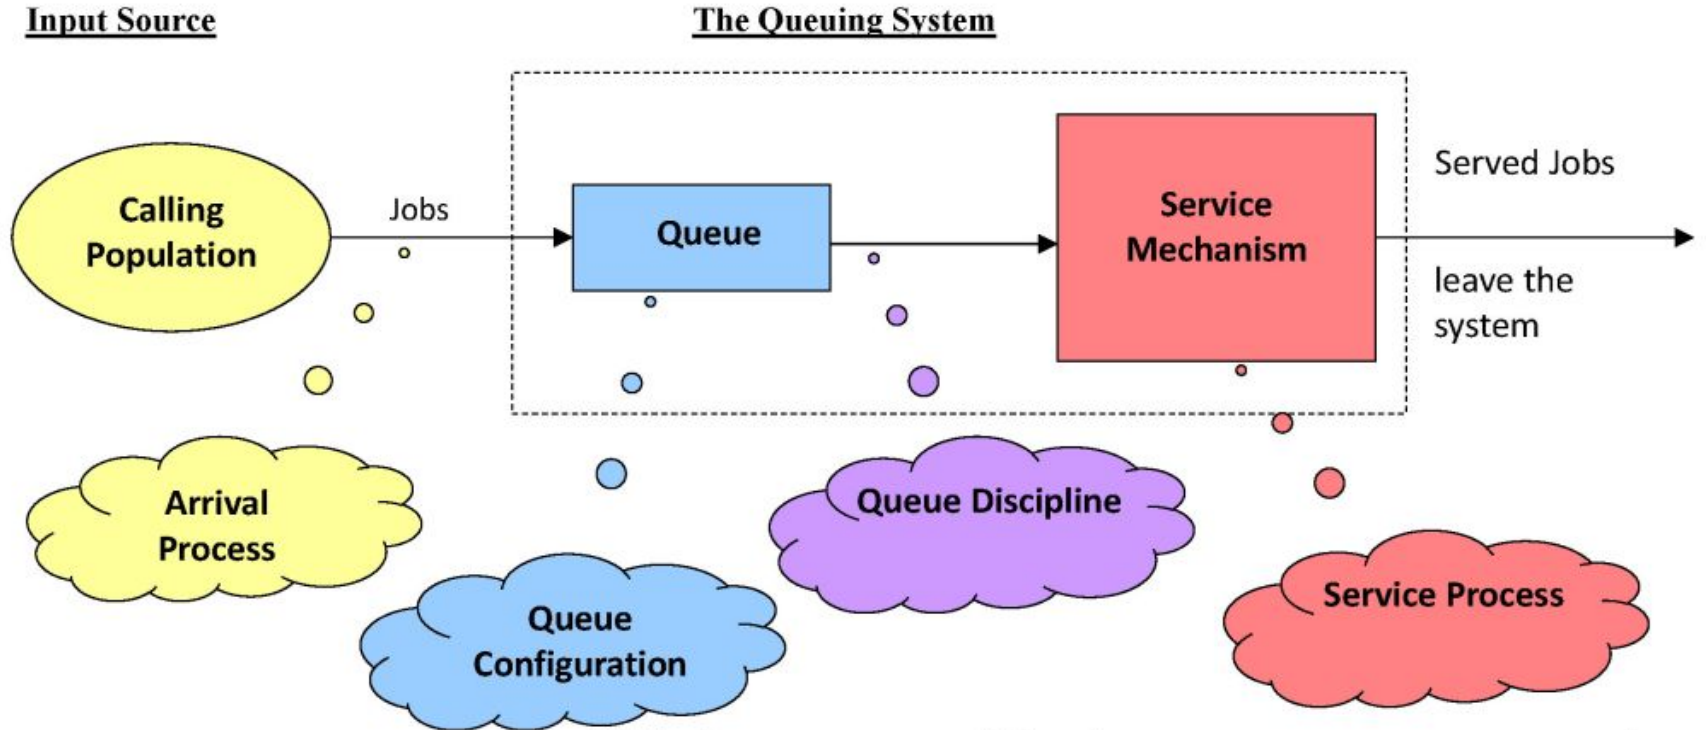 Input Source
The Queuing System
Calling
Population
Jobs
Queue
Service
Mechanism
Served Jobs
leave the
system
Arrival
Process
Queue
Configuration
Queue Discipline
Service Process